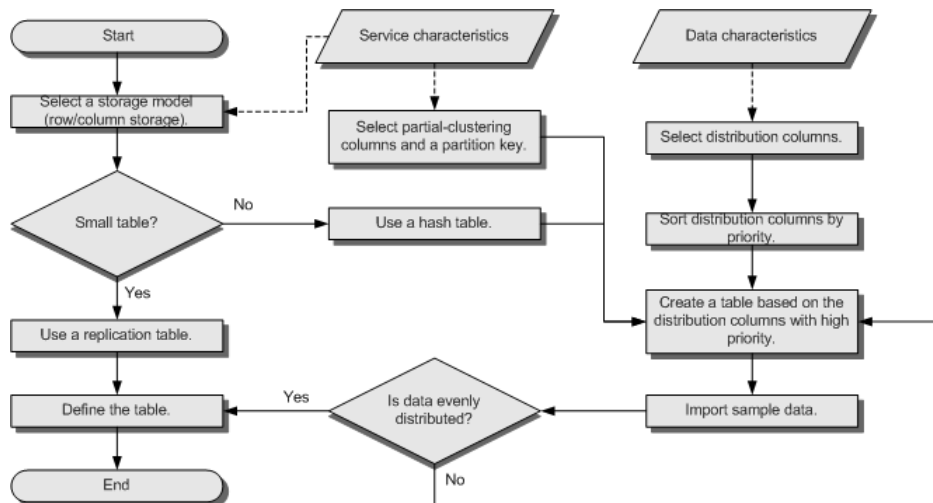 Start
Service characteristics
Data characteristics
Select a storage model
(row/column storage).
Select partial-clustering
columns and a partition key.
Select distribution columns.
Small table?
No
Use a hash table.
Sort distribution columns by
priority.
Yes
Create a table based on the
distribution columns with high
priority.
Use a replication table.
Define the table.
Yes
Is data evenly
distributed?
Import sample data.
No
End